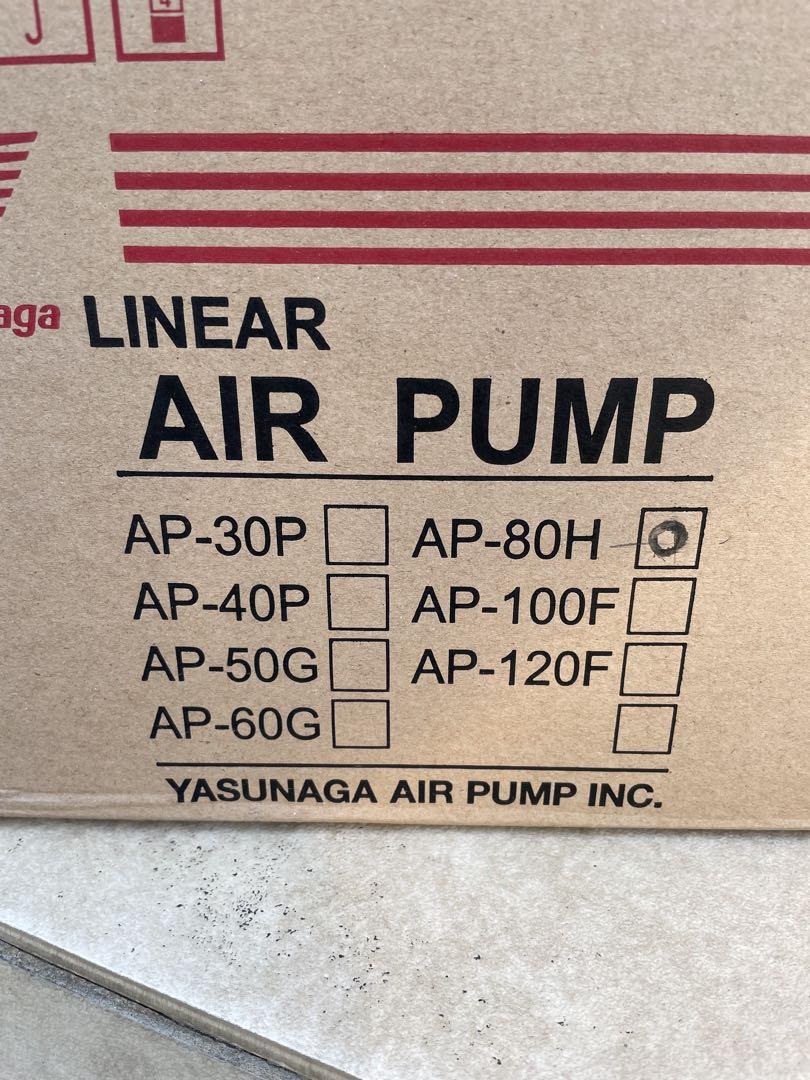 4
LINEAR
AIR PUMP
AP-30P AP-80H
AP-40P AP-100F
AP-50G AP-120F
AP-60G
YASUNAGA AIR PUMP INC.